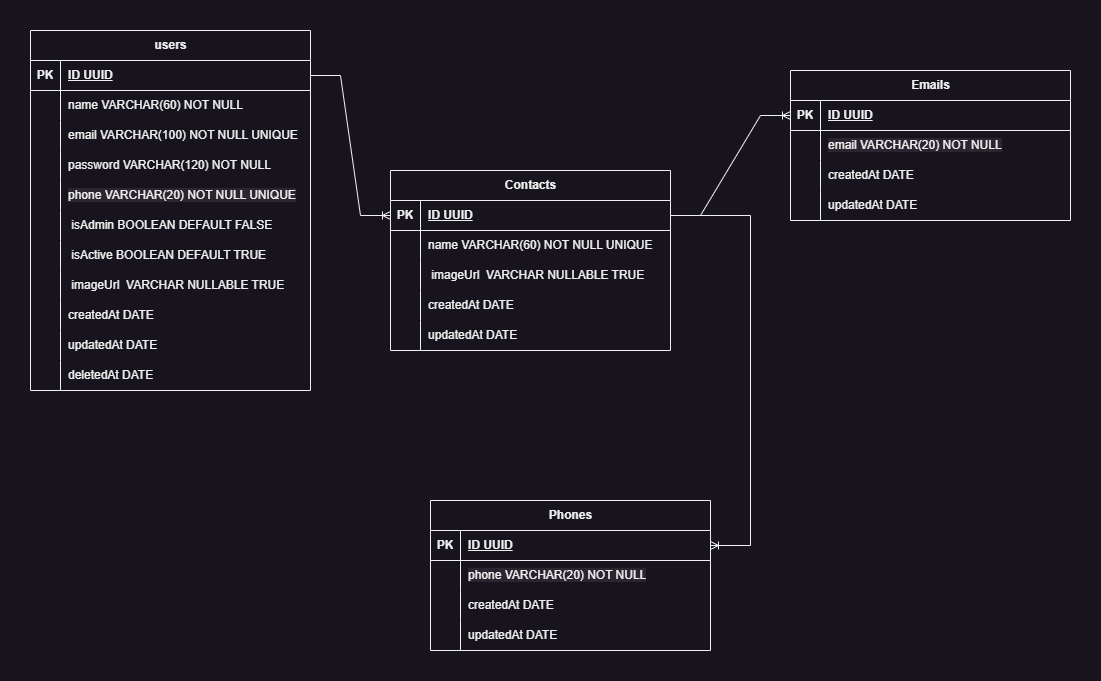 users
PK ID UUID
name VARCHAR(60) NOT NULL
email VARCHAR(100) NOT NULL UNIQUE
password VARCHAR(120) NOT NULL
phone VARCHAR(20) NOT NULL UNIQUE
isAdmin BOOLEAN DEFAULT FALSE
isActive BOOLEAN DEFAULT TRUE
imageUrl  VARCHAR NULLABLE TRUE
createdAt DATE
updatedAt DATE
deletedAt DATE
Contacts
PK ID UUID
name VARCHAR(60) NOT NULL UNIQUE
imageUrl  VARCHAR NULLABLE TRUE
createdAt DATE
updatedAt DATE
Emails
PK ID UUID
email VARCHAR(20) NOT NULL
createdAt DATE
updatedAt DATE
Phones
PK ID UUID
phone VARCHAR(20) NOT NULL
createdAt DATE
updatedAt DATE